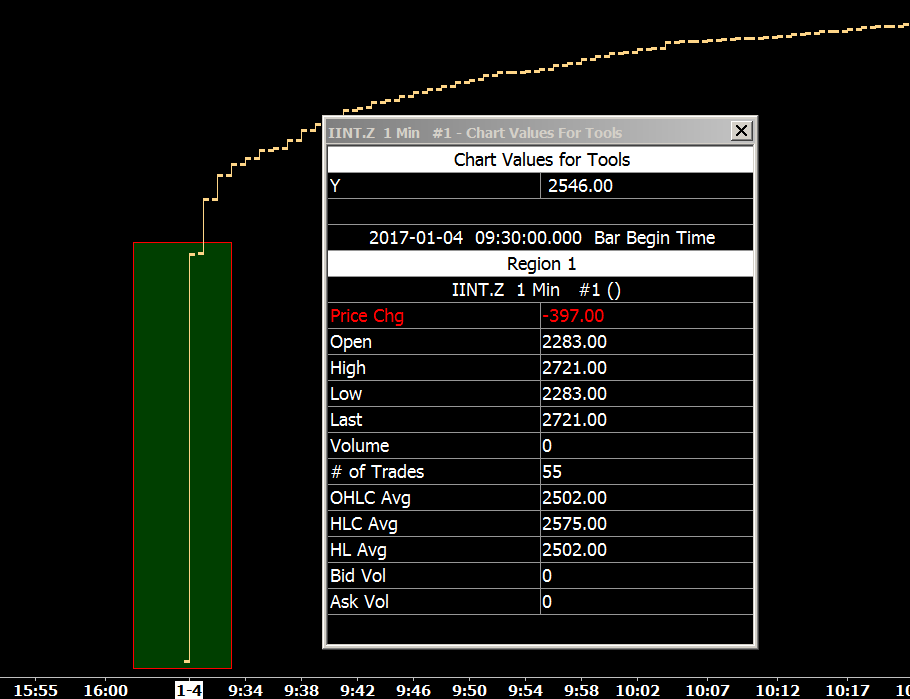 IINT.Z 1 Min #1 - Chart Values For Tools
Chart Values for Tools
Y 2546.00
2017-01-04 09:30:00.000 Bar Begin Time
Region 1
IINT.Z 1 Min #1 ()
Price Chg -397.00
Open 2283.00
High 2721.00
Low 2283.00
Last 2721.00
Volume 0
# of Trades 55
OHLC Avg 2502.00
HLC Avg 2575.00
HL Avg 2502.00
Bid Vol 0
Ask Vol 0
15:55 16:00 1-4 9:34 9:38 9:42 9:46 9:50 9:54 9:58 10:02 10:07 10:12 10:17